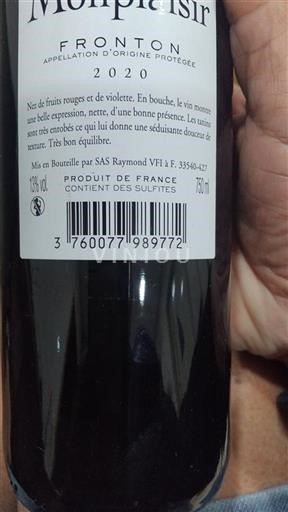 Monplaisir
FRONTON
APPELLATION D'ORIGINE PROTÉGÉE
2020
Nez de fruits rouges et de violette. En bouche, le vin montre
une belle expression, nette, d'une bonne présence. Les tanins
sont très enrobés ce qui lui donne une séduisante douceur de
texture. Très bon équilibre.
Mis en Bouteille par SAS Raymond VFI à F. 33540-427
13% vol.
PRODUIT DE FRANCE
CONTIENT DES SULFITES
750 ml
3 760077 989772
VINIOU